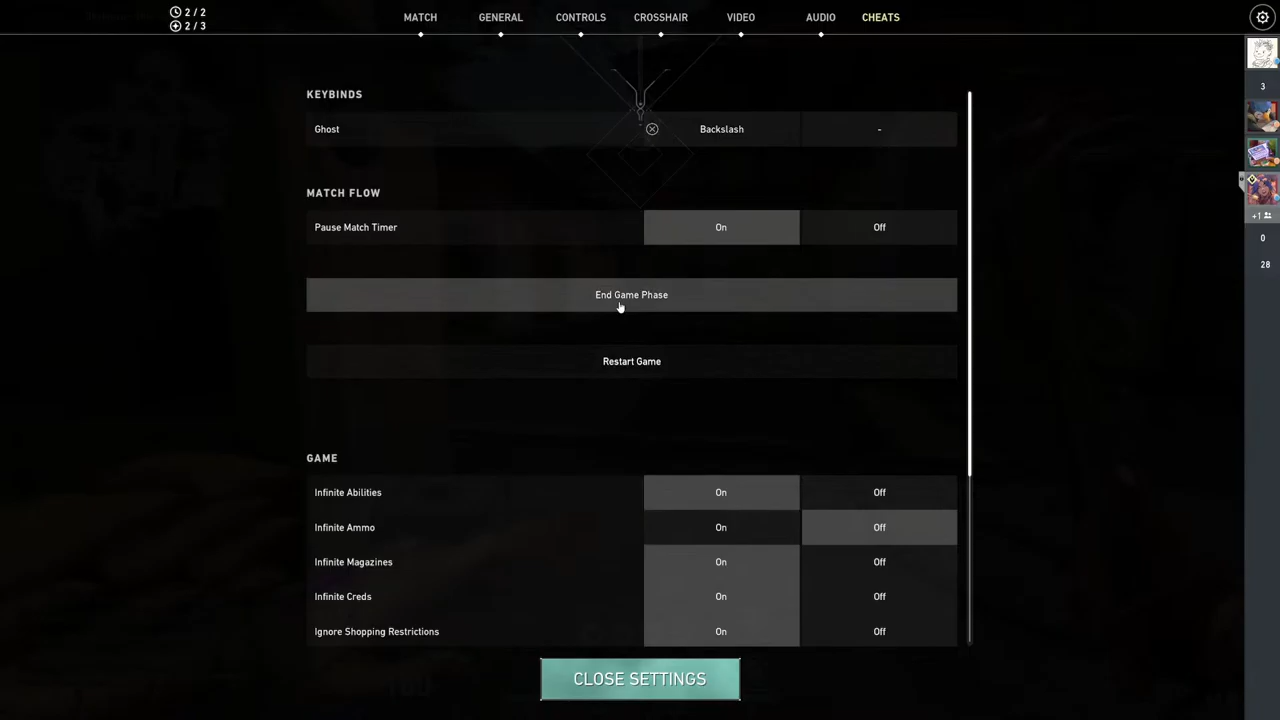 2 / 2
2 / 3
MATCH GENERAL CONTROLS CROSSHAIR VIDEO AUDIO CHEATS
KEYBINDS
Ghost Backslash -
MATCH FLOW
Pause Match Timer On Off
End Game Phase
Restart Game
GAME
Infinite Abilities On Off
Infinite Ammo On Off
Infinite Magazines On Off
Infinite Creds On Off
Ignore Shopping Restrictions On Off
CLOSE SETTINGS
3
+1
0
28